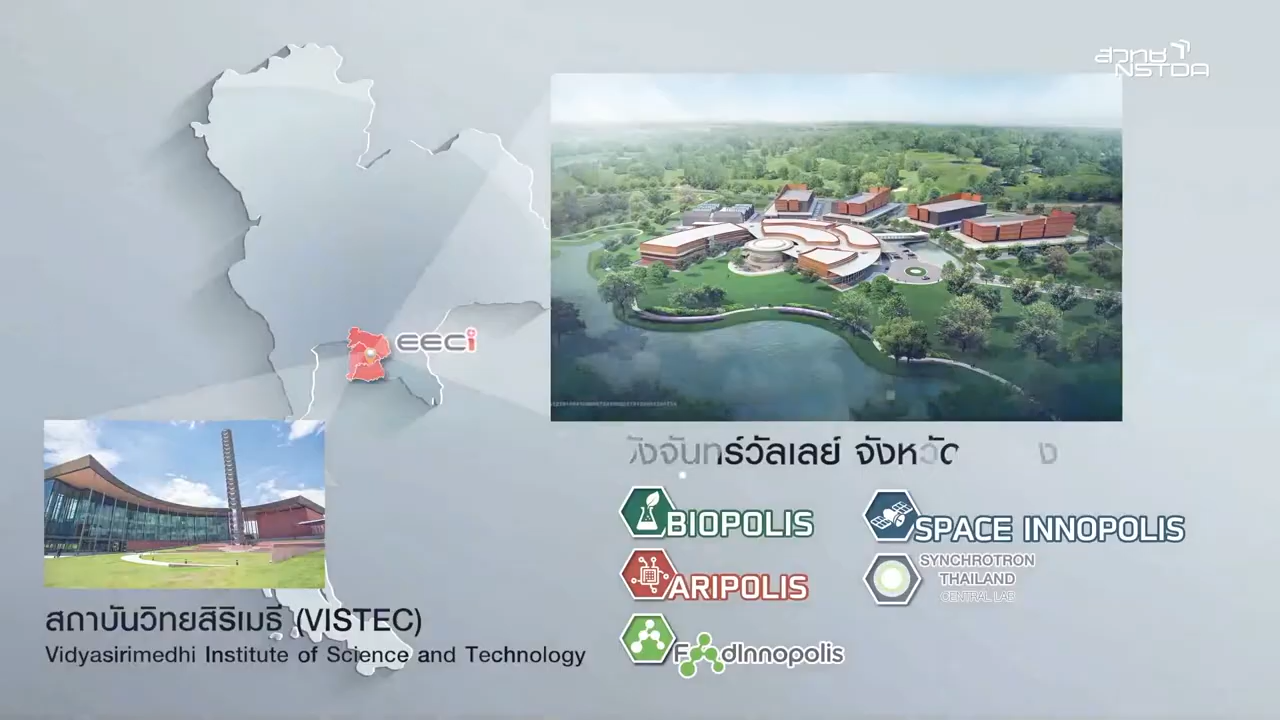 สวทช
NSTDA
eeci
วังจันทร์วัลเลย์ จังหวัด
BIOPOLIS
SPACE INNOPOLIS
ARIPOLIS
SYNCHROTRON
THAILAND
CENTRAL LAB
FoodInnopolis
สถาบันวิทยสิริเมธี (VISTEC)
Vidyasirimedhi Institute of Science and Technology